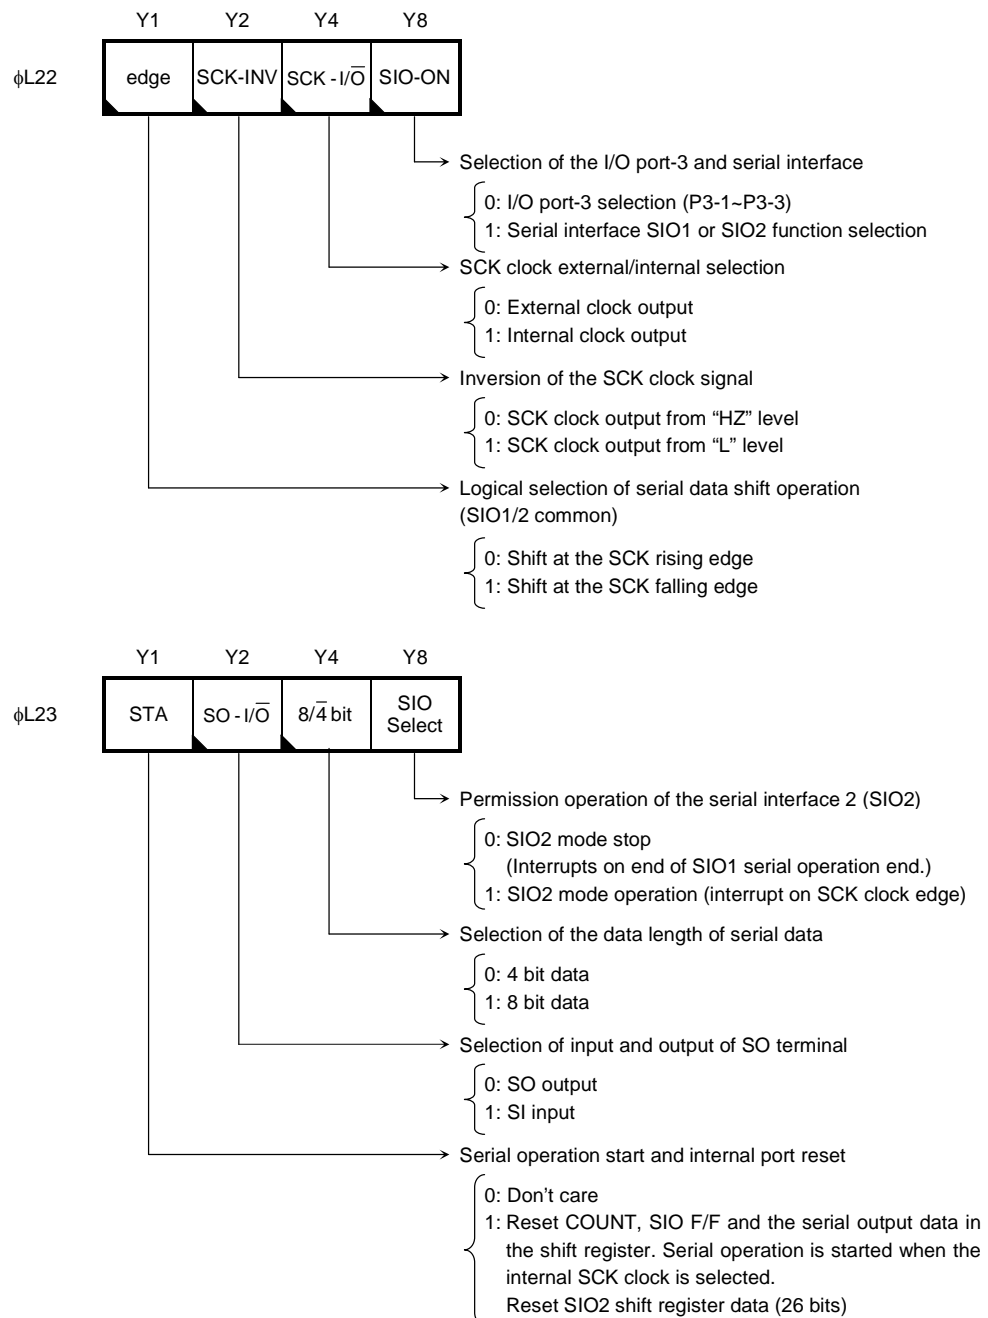 Y1 Y2 Y4 Y8
ϕL22 edge SCK-INV SCK - I/O̅ SIO-ON
Selection of the I/O port-3 and serial interface
0: I/O port-3 selection (P3-1~P3-3)
1: Serial interface SIO1 or SIO2 function selection
SCK clock external/internal selection
0: External clock output
1: Internal clock output
Inversion of the SCK clock signal
0: SCK clock output from “HZ” level
1: SCK clock output from “L” level
Logical selection of serial data shift operation
(SIO1/2 common)
0: Shift at the SCK rising edge
1: Shift at the SCK falling edge
Y1 Y2 Y4 Y8
ϕL23 STA SO - I/O̅ 8/4̅ bit SIO Select
Permission operation of the serial interface 2 (SIO2)
0: SIO2 mode stop
(Interrupts on end of SIO1 serial operation end.)
1: SIO2 mode operation (interrupt on SCK clock edge)
Selection of the data length of serial data
0: 4 bit data
1: 8 bit data
Selection of input and output of SO terminal
0: SO output
1: SI input
Serial operation start and internal port reset
0: Don’t care
1: Reset COUNT, SIO F/F and the serial output data in
the shift register. Serial operation is started when the
internal SCK clock is selected.
Reset SIO2 shift register data (26 bits)